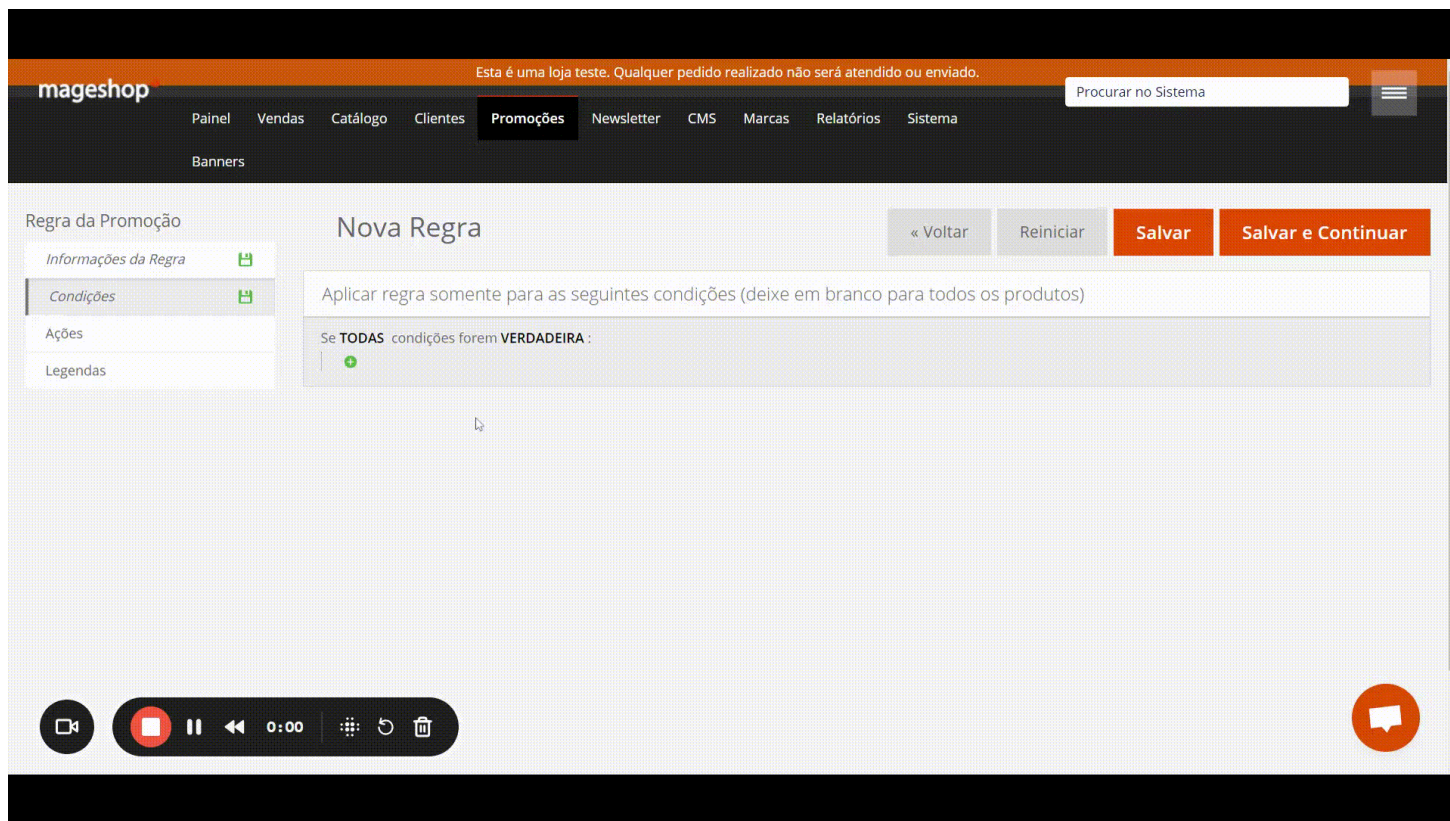 Esta é uma loja teste. Qualquer pedido realizado não será atendido ou enviado.
mageshop
Procurar no Sistema
Painel Vendas Catálogo Clientes Promoções Newsletter CMS Marcas Relatórios Sistema
Banners
Regra da Promoção
Informações da Regra
Condições
Ações
Legendas
Nova Regra
« Voltar Reiniciar Salvar Salvar e Continuar
Aplicar regra somente para as seguintes condições (deixe em branco para todos os produtos)
Se TODAS condições forem VERDADEIRA :
0:00